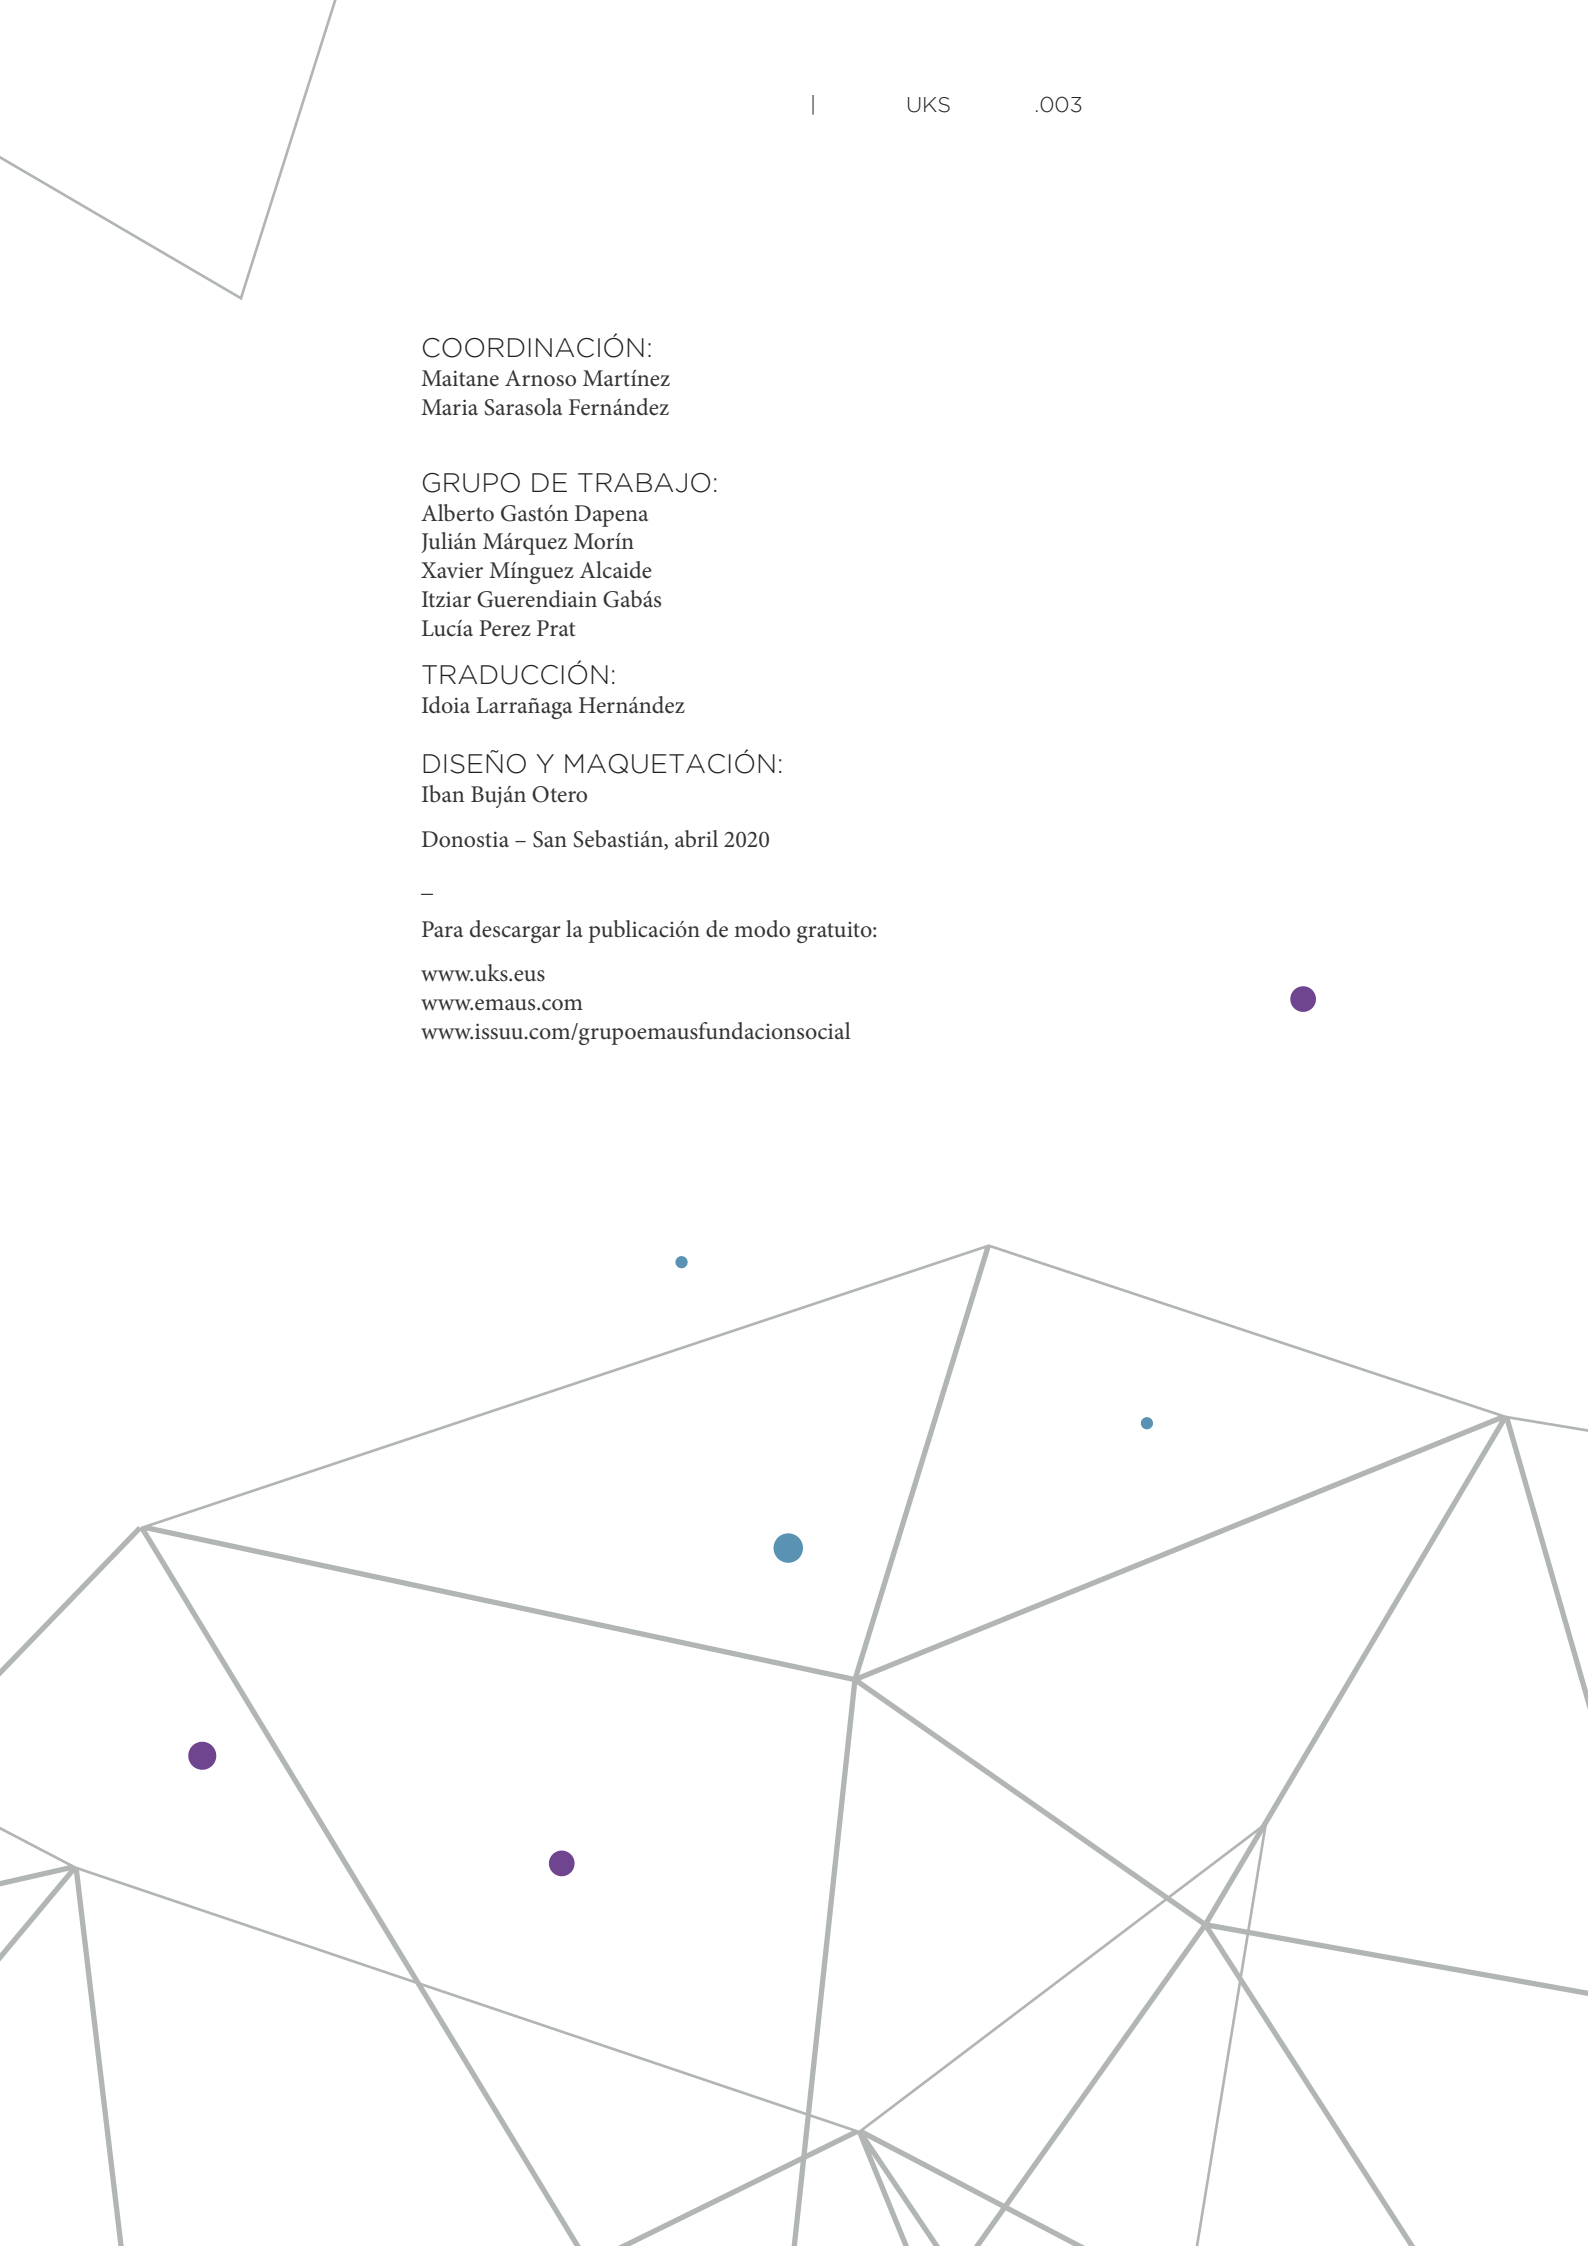 | UKS .003
COORDINACIÓN:
Maitane Arnoso Martínez
Maria Sarasola Fernández
GRUPO DE TRABAJO:
Alberto Gastón Dapena
Julián Márquez Morín
Xavier Mínguez Alcaide
Itziar Guerendiain Gabás
Lucía Perez Prat
TRADUCCIÓN:
Idoia Larrañaga Hernández
DISEÑO Y MAQUETACIÓN:
Iban Buján Otero
Donostia – San Sebastián, abril 2020
–
Para descargar la publicación de modo gratuito:
www.uks.eus
www.emaus.com
www.issuu.com/grupoemausfundacionsocial